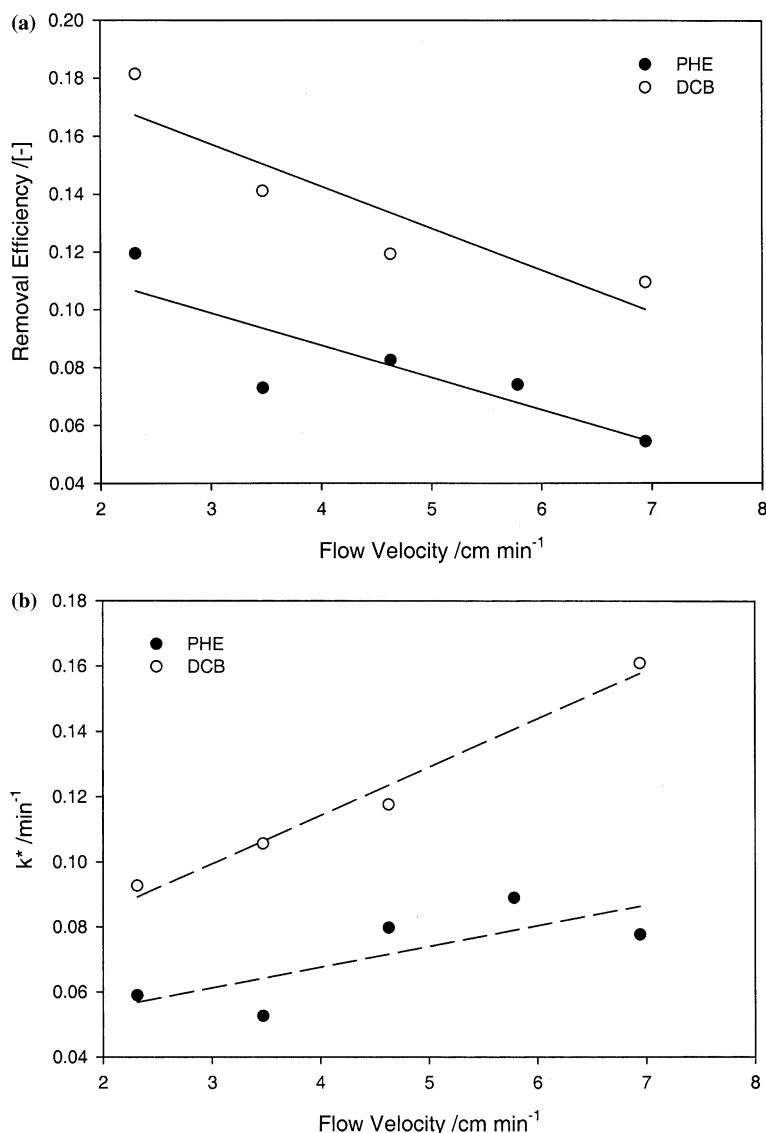 (a)
0.20
0.18
0.16
0.14
0.12
0.10
0.08
0.06
0.04
Removal Efficiency /[-]
PHE
DCB
2 3 4 5 6 7 8
Flow Velocity /cm min-1
(b)
0.18
0.16
0.14
0.12
0.10
0.08
0.06
0.04
k* /min-1
PHE
DCB
2 3 4 5 6 7 8
Flow Velocity /cm min-1